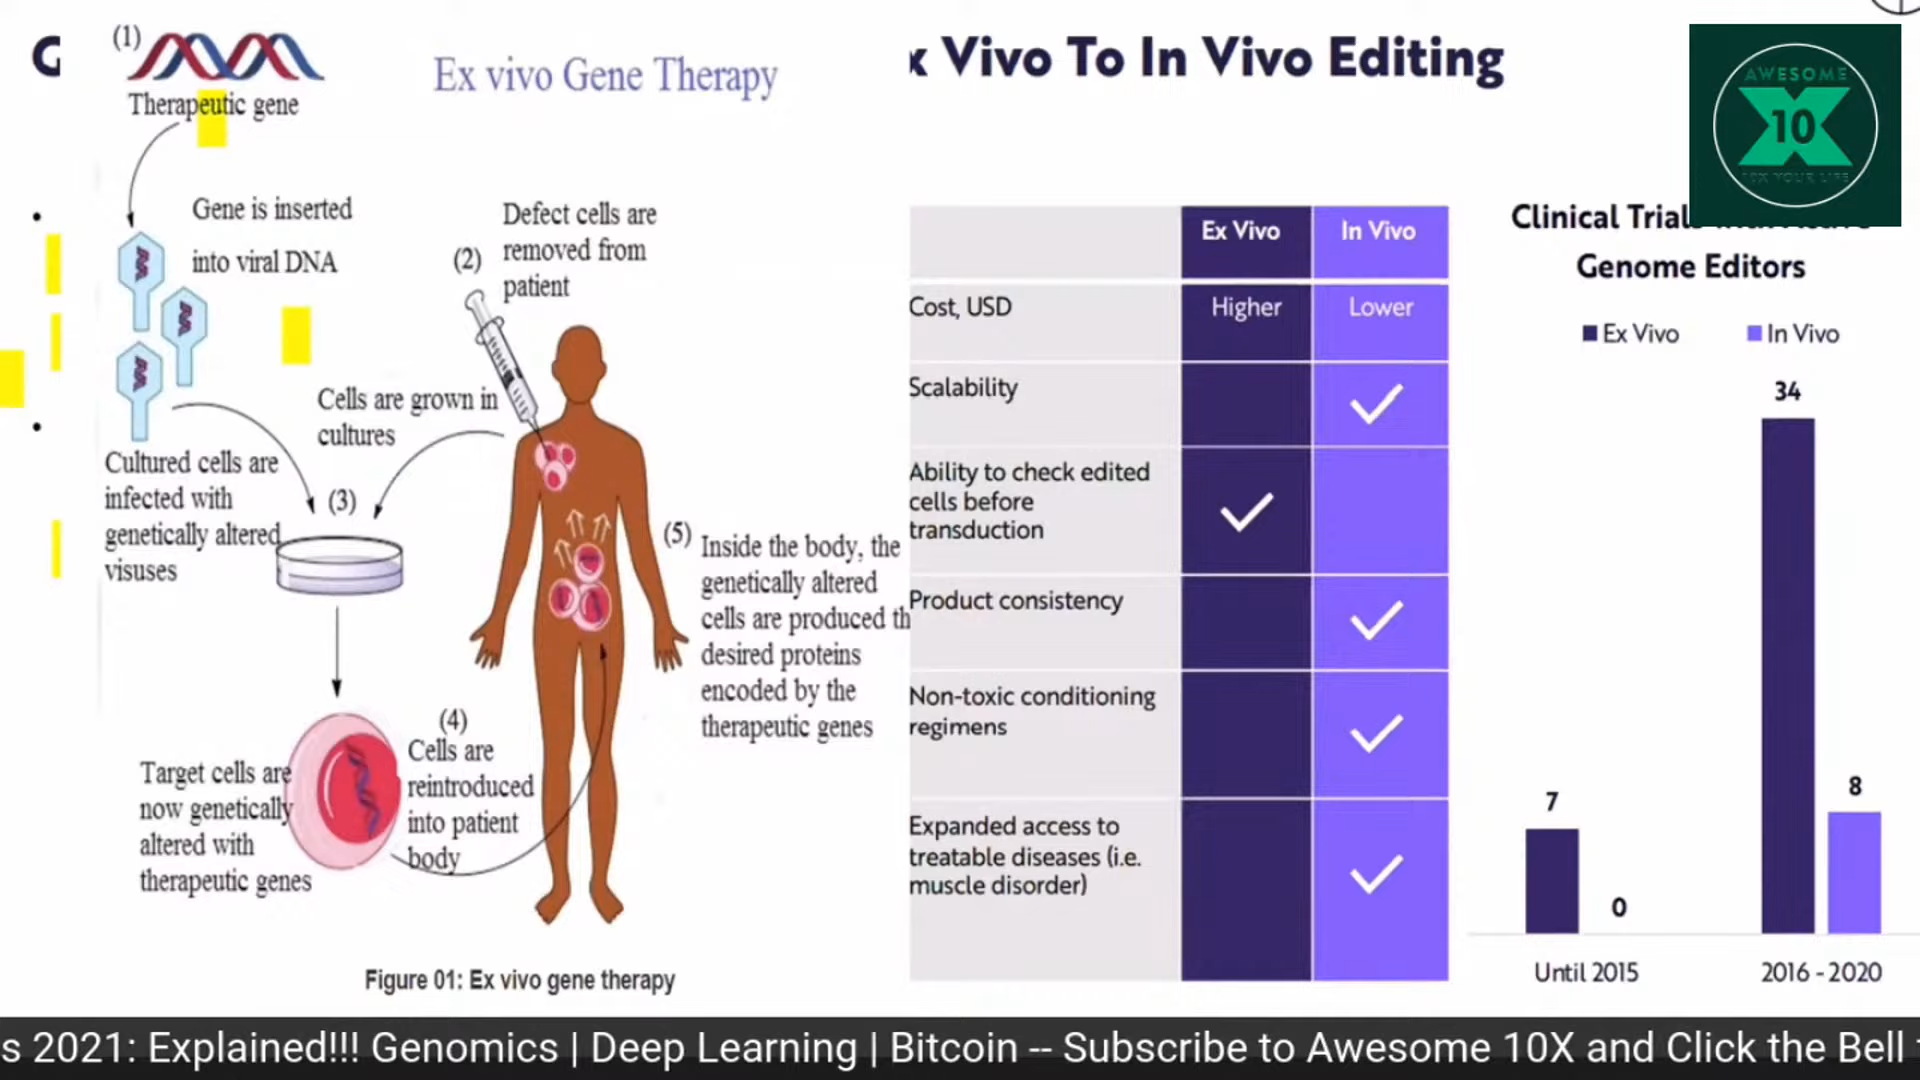 G
x Vivo To In Vivo Editing
(1)
Therapeutic gene
Ex vivo Gene Therapy
Gene is inserted
into viral DNA
(2)
Defect cells are
removed from
patient
Cells are grown in
cultures
Cultured cells are
infected with
genetically altered
visuses
(3)
(5)
Inside the body, the
genetically altered
cells are produced th
desired proteins
encoded by the
therapeutic genes
(4)
Cells are
reintroduced
into patient
body
Target cells are
now genetically
altered with
therapeutic genes
Figure 01: Ex vivo gene therapy
Ex Vivo In Vivo
Cost, USD Higher Lower
Scalability
Ability to check edited
cells before
transduction
Product consistency
Non-toxic conditioning
regimens
Expanded access to
treatable diseases (i.e.
muscle disorder)
AWESOME
10
10X YOUR LIFE
Clinical Trial
Genome Editors
Ex Vivo In Vivo
34
7
8
0
Until 2015 2016 - 2020
s 2021: Explained!!! Genomics | Deep Learning | Bitcoin -- Subscribe to Awesome 10X and Click the Bell